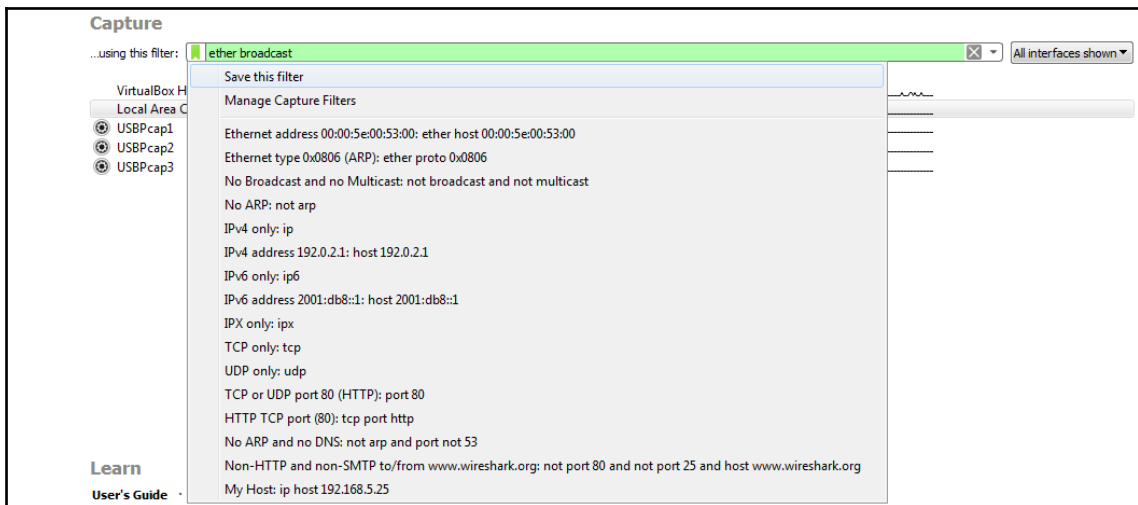 Capture
...using this filter: ether broadcast All interfaces shown
Save this filter
Manage Capture Filters
VirtualBox H
Local Area C
USBPcap1
USBPcap2
USBPcap3
Ethernet address 00:00:5e:00:53:00: ether host 00:00:5e:00:53:00
Ethernet type 0x0806 (ARP): ether proto 0x0806
No Broadcast and no Multicast: not broadcast and not multicast
No ARP: not arp
IPv4 only: ip
IPv4 address 192.0.2.1: host 192.0.2.1
IPv6 only: ip6
IPv6 address 2001:db8::1: host 2001:db8::1
IPX only: ipx
TCP only: tcp
UDP only: udp
TCP or UDP port 80 (HTTP): port 80
HTTP TCP port (80): tcp port http
No ARP and no DNS: not arp and port not 53
Non-HTTP and non-SMTP to/from www.wireshark.org: not port 80 and not port 25 and host www.wireshark.org
My Host: ip host 192.168.5.25
Learn
User's Guide ·